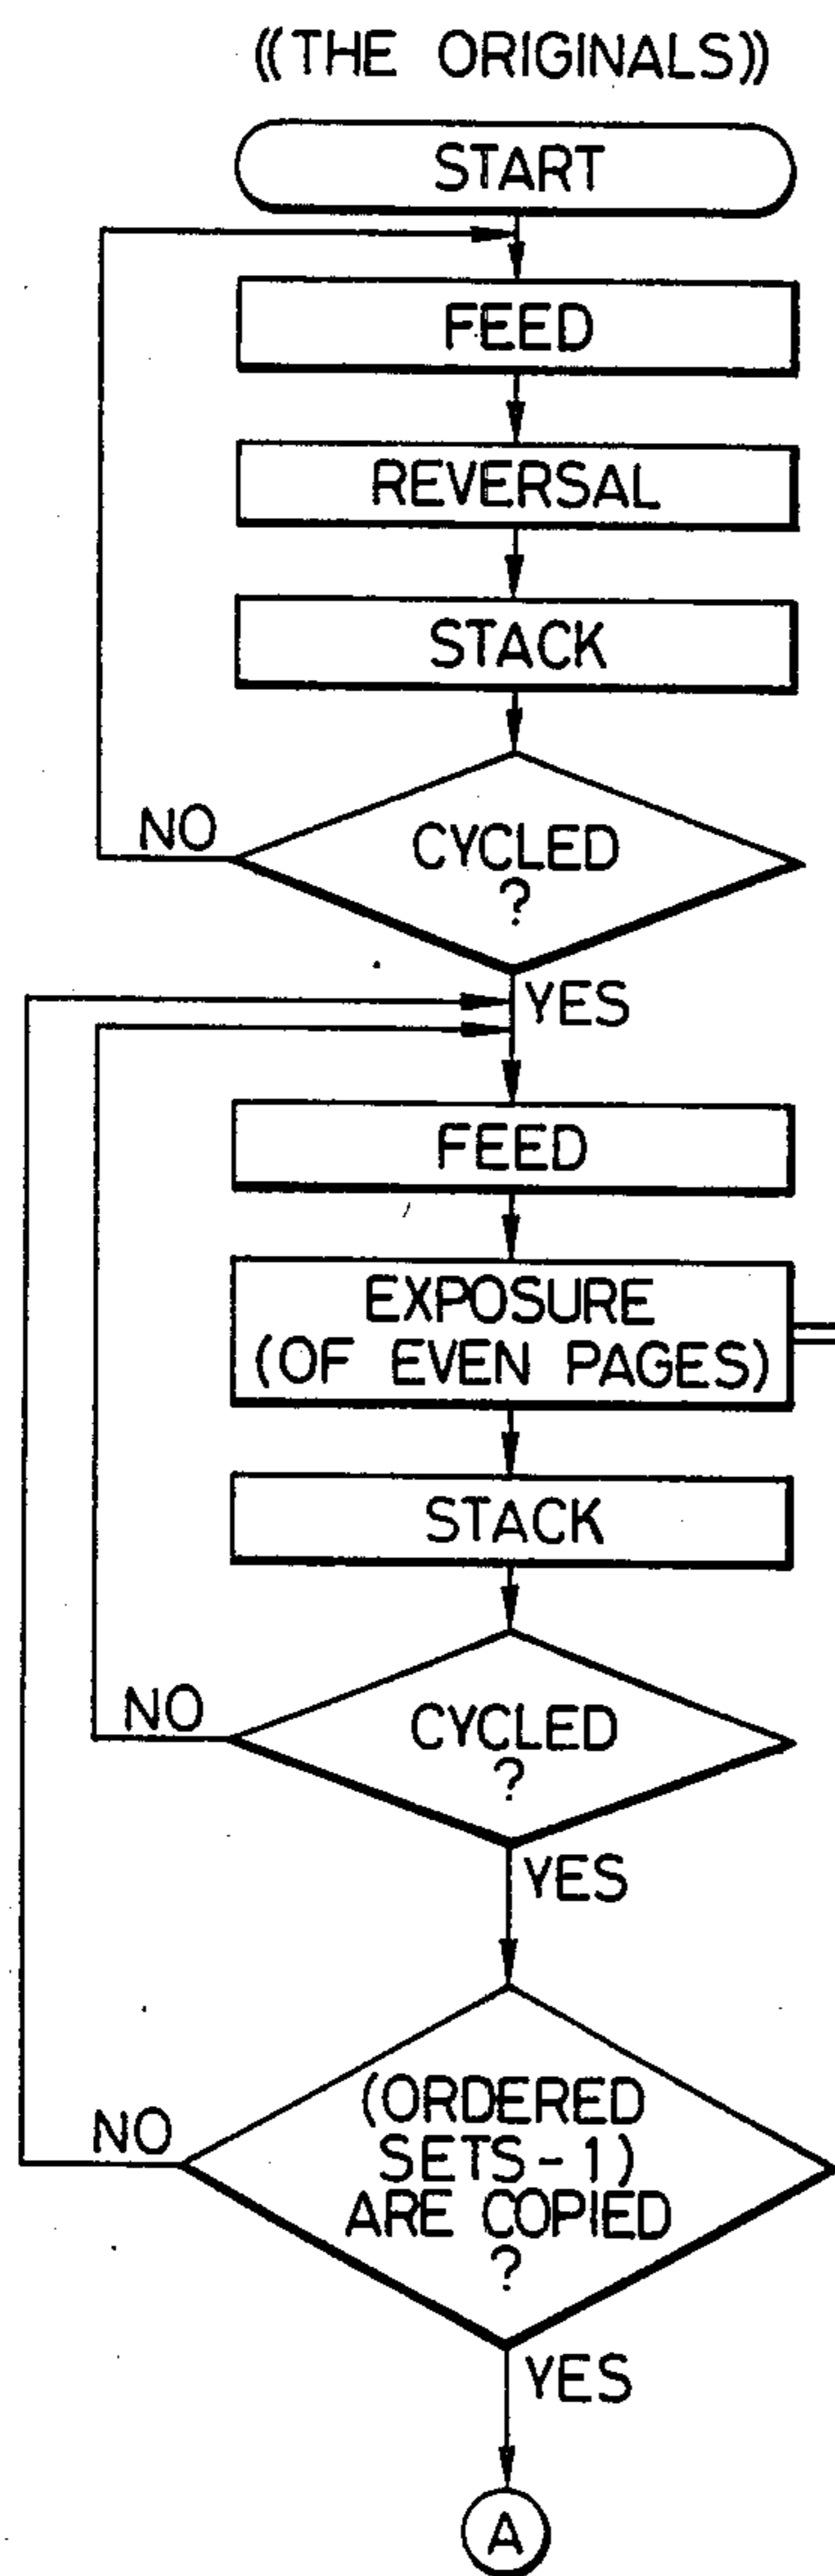 ((THE ORIGINALS))
START
FEED
REVERSAL
STACK
NO
CYCLED
?
YES
FEED
EXPOSURE
(OF EVEN PAGES)
STACK
NO
CYCLED
?
YES
NO
(ORDERED
SETS-1)
ARE COPIED
?
YES
A